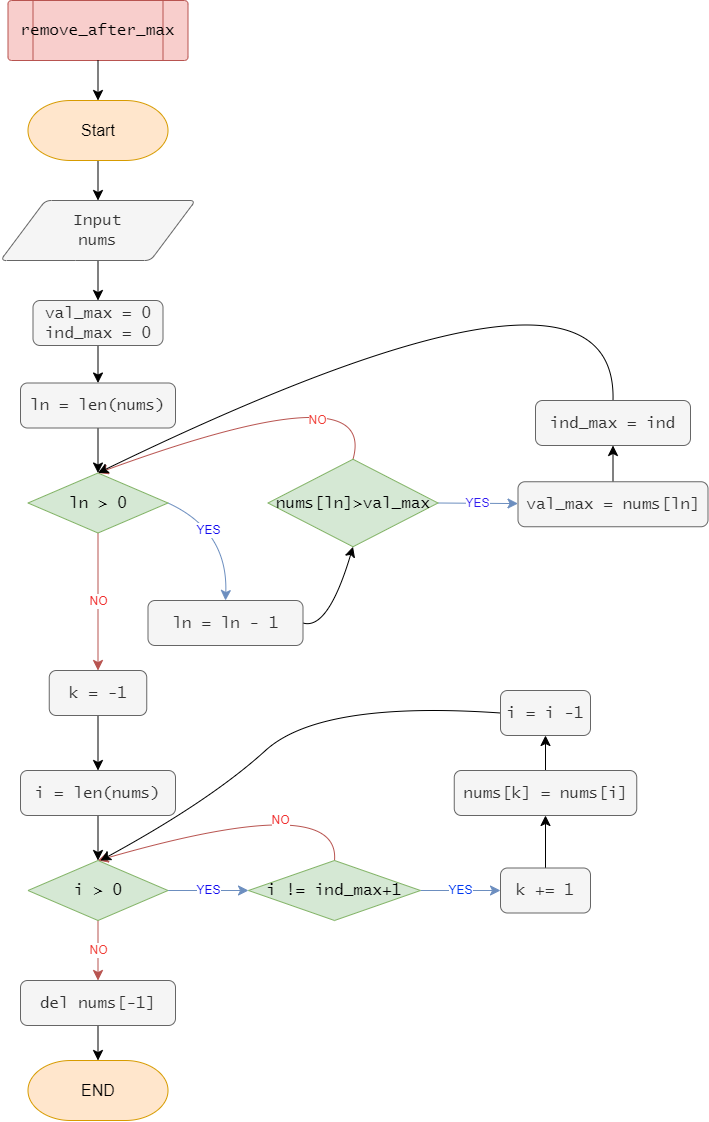 remove_after_max
Start
Input
nums
val_max = 0
ind_max = 0
ln = len(nums)
ind_max = ind
NO
ln > 0
nums[ln]>val_max
YES
val_max = nums[ln]
YES
NO
ln = ln - 1
k = -1
i = i -1
i = len(nums)
nums[k] = nums[i]
NO
i > 0
YES
i != ind_max+1
YES
k += 1
NO
del nums[-1]
END